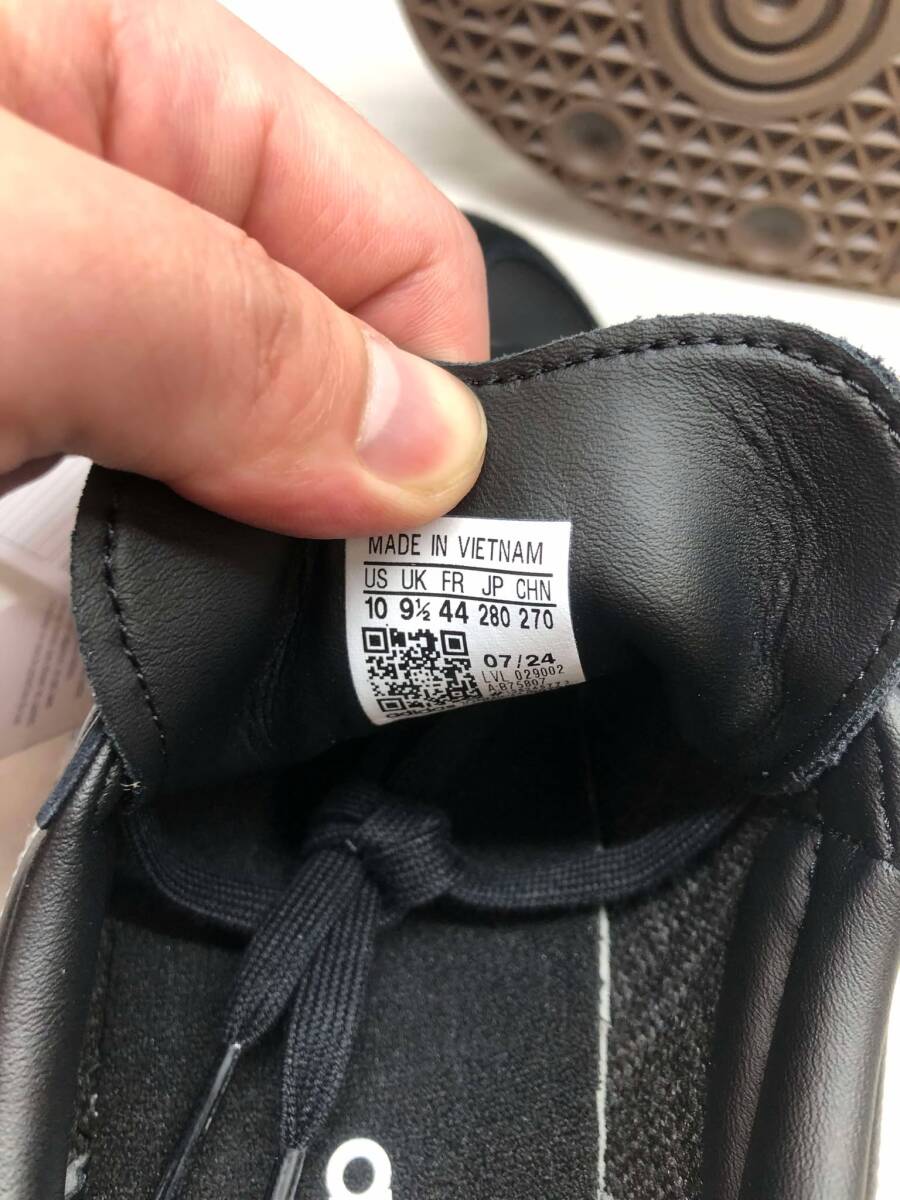 MADE IN VIETNAM
US UK FR JP CHN
10 9½ 44 280 270
07/24
LVL 029002